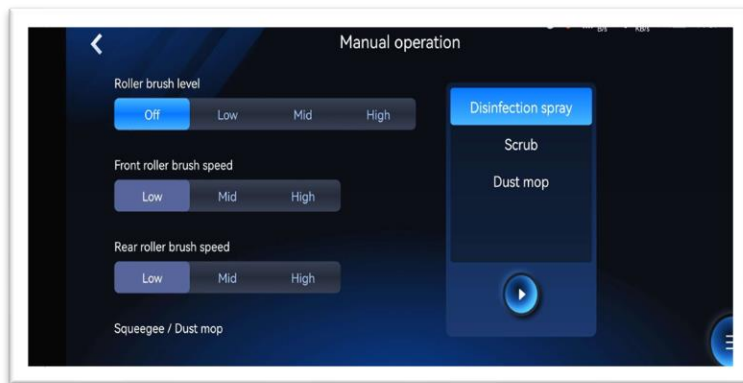 Manual operation
Roller brush level
Off Low Mid High
Front roller brush speed
Low Mid High
Rear roller brush speed
Low Mid High
Squeegee / Dust mop
Disinfection spray
Scrub
Dust mop